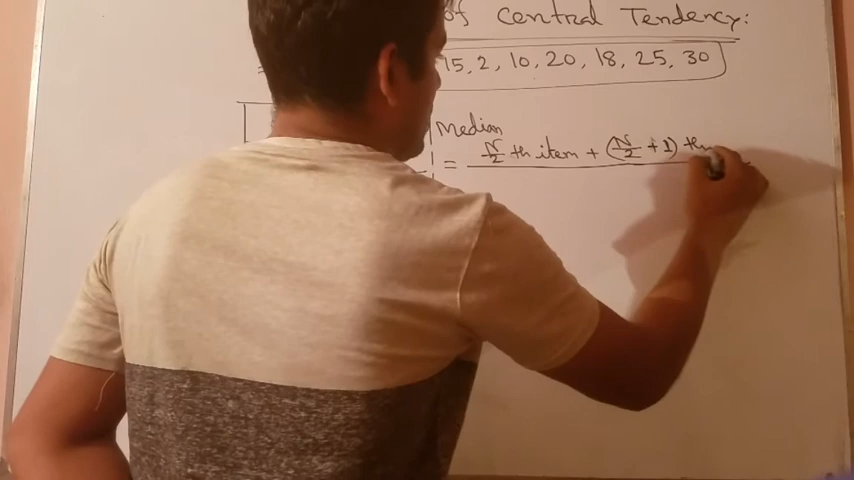 of Central Tendency:
15, 2, 10, 20, 18, 25, 30
Median
= N/2 th item + (N/2 + 1) th